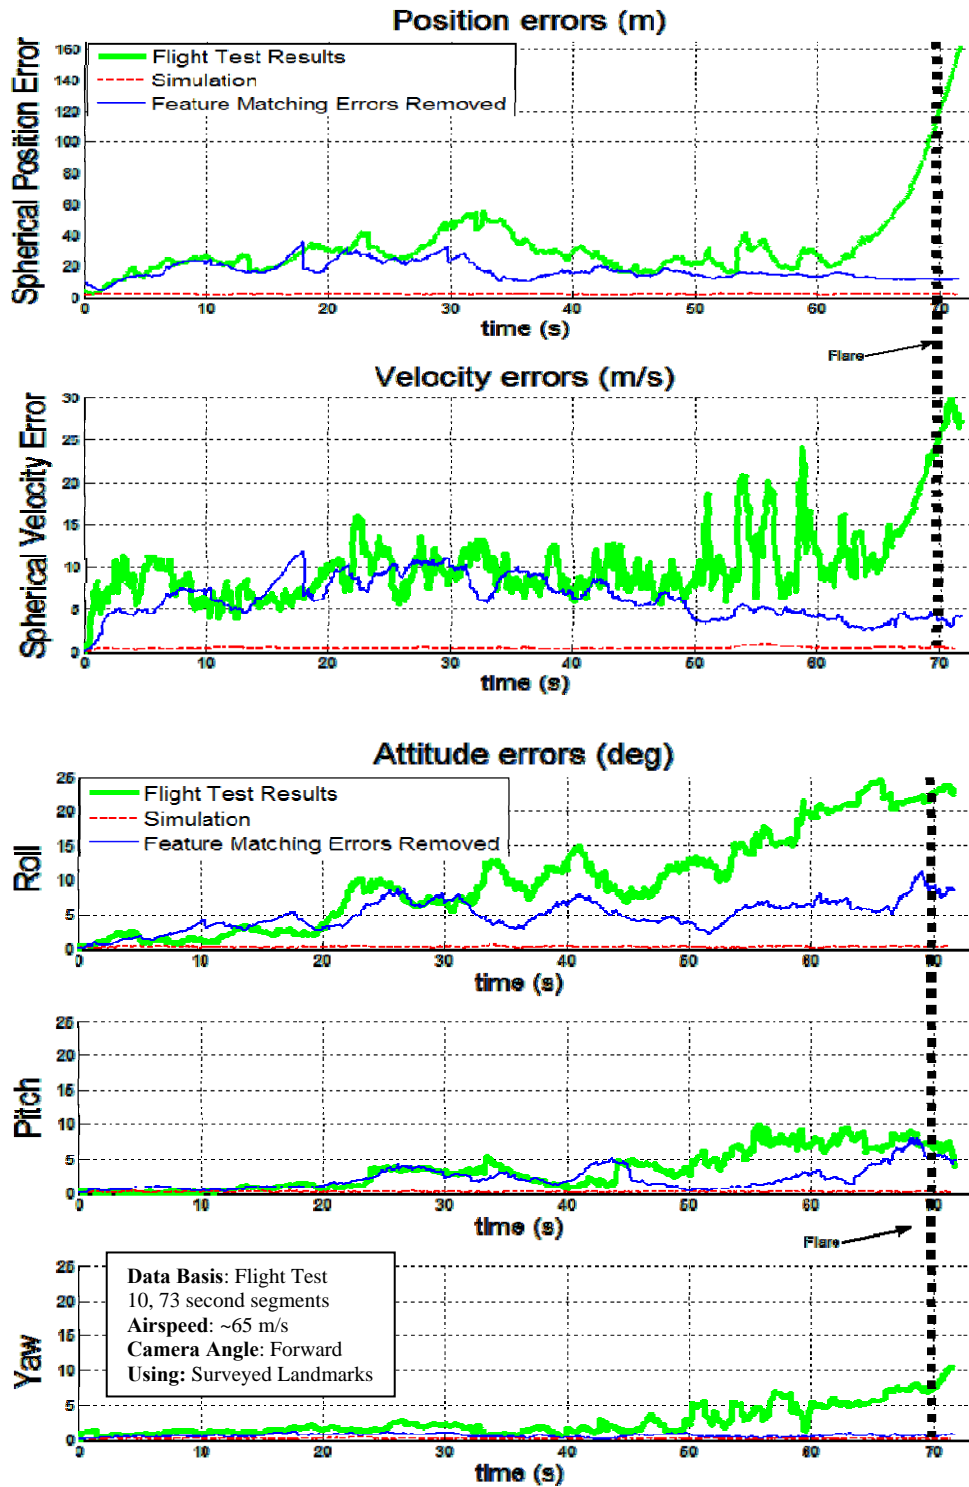 Position errors (m)
Spherical Position Error
160
140
120
100
80
60
40
20
0
Flight Test Results
Simulation
Feature Matching Errors Removed
0 10 20 30 40 50 60 70
time (s)
Flare
Velocity errors (m/s)
Spherical Velocity Error
30
25
20
15
10
5
0
0 10 20 30 40 50 60 70
time (s)
Attitude errors (deg)
Roll
25
20
15
10
5
0
Flight Test Results
Simulation
Feature Matching Errors Removed
0 10 20 30 40 50 60 70
time (s)
Pitch
25
20
15
10
5
0
0 10 20 30 40 50 60 70
time (s)
Flare
Yaw
25
20
15
10
5
0
Data Basis: Flight Test
10, 73 second segments
Airspeed: ~65 m/s
Camera Angle: Forward
Using: Surveyed Landmarks
0 10 20 30 40 50 60 70
time (s)